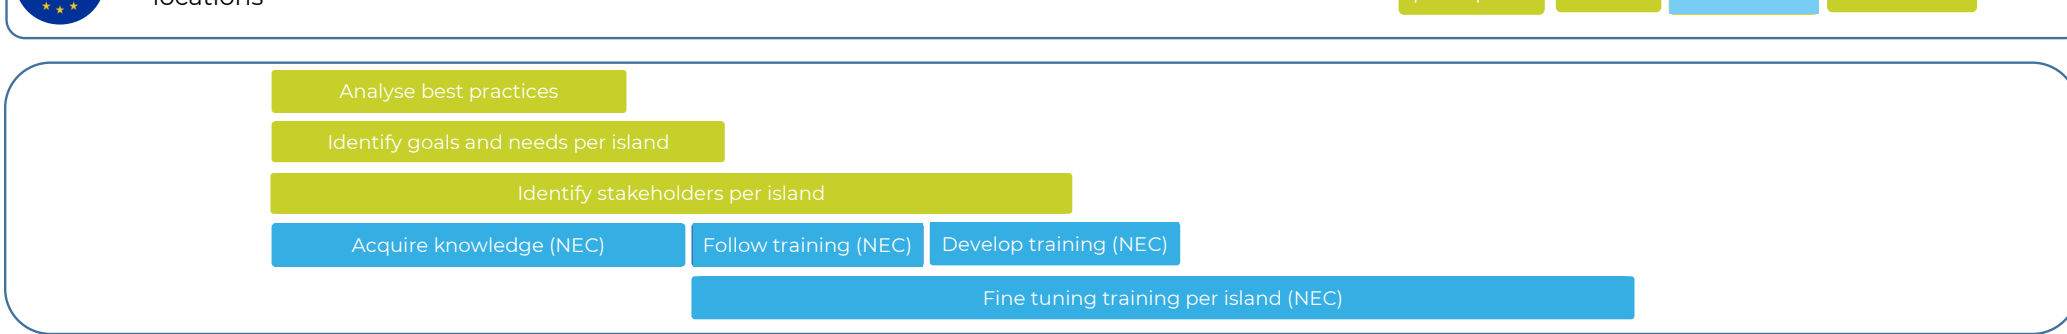 locations
Analyse best practices
Identify goals and needs per island
Identify stakeholders per island
Acquire knowledge (NEC)
Follow training (NEC)
Develop training (NEC)
Fine tuning training per island (NEC)